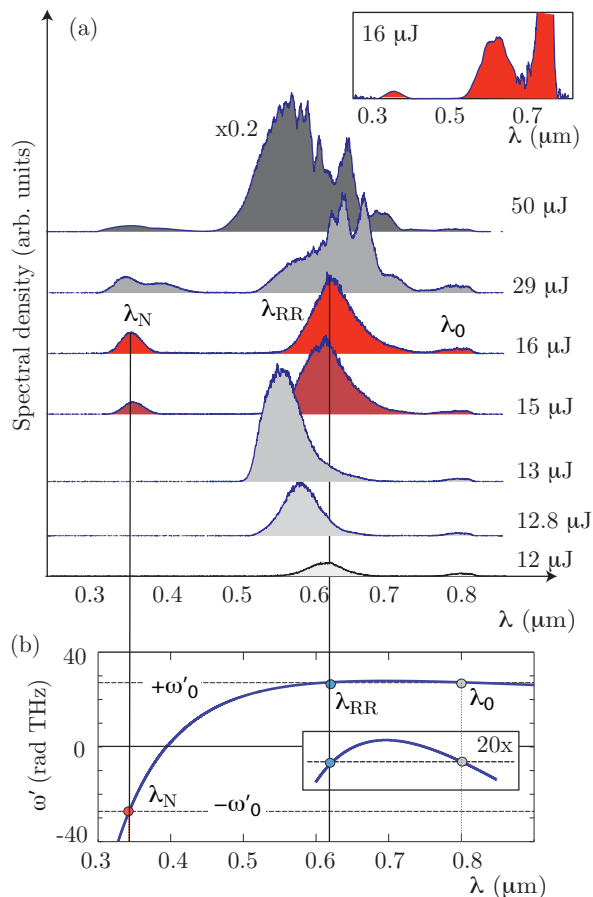 (a)
16 μJ
0.3 0.5 0.7
λ (μm)
x0.2
Spectral density (arb. units)
50 μJ
29 μJ
λN λRR λ0
16 μJ
15 μJ
13 μJ
12.8 μJ
12 μJ
0.3 0.4 0.5 0.6 0.7 0.8
λ (μm)
(b)
40
+ω'0
λRR λ0
ω' (rad THz)
0
20x
λN -ω'0
-40
0.3 0.4 0.5 0.6 0.7 0.8
λ (μm)